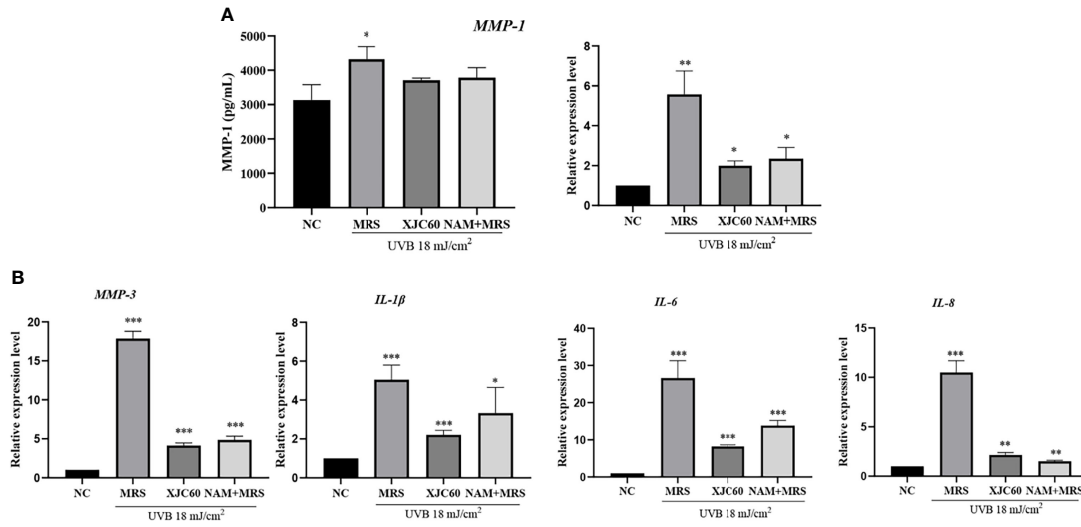 A
MMP-1
MMP-1 (pg/mL)
5000
4000
3000
2000
1000
0
*
NC MRS XJC60 NAM+MRS
UVB 18 mJ/cm²
Relative expression level
8
6
4
2
0
**
*
*
NC MRS XJC60 NAM+MRS
UVB 18 mJ/cm²
B
MMP-3
Relative expression level
20
15
10
5
0
***
***
***
NC MRS XJC60 NAM+MRS
UVB 18 mJ/cm²
IL-1β
Relative expression level
8
6
4
2
0
***
***
*
NC MRS XJC60 NAM+MRS
UVB 18 mJ/cm²
IL-6
Relative expression level
40
30
20
10
0
***
***
***
NC MRS XJC60 NAM+MRS
UVB 18 mJ/cm²
IL-8
Relative expression level
15
10
5
0
***
**
**
NC MRS XJC60 NAM+MRS
UVB 18 mJ/cm²